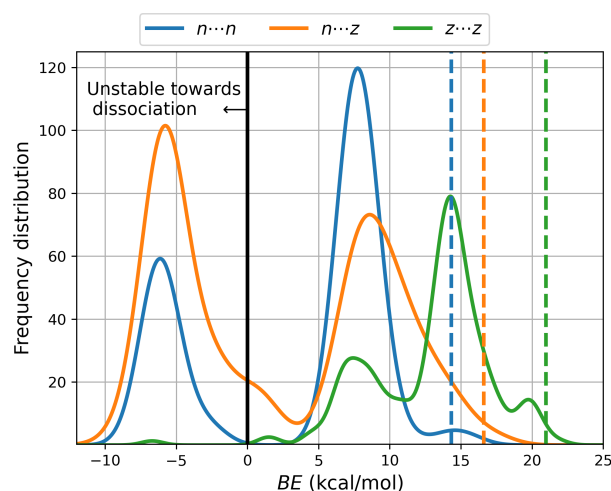 n⋯n n⋯z z⋯z
Unstable towards
dissociation ←
Frequency distribution
120
100
80
60
40
20
−10 −5 0 5 10 15 20 25
BE (kcal/mol)